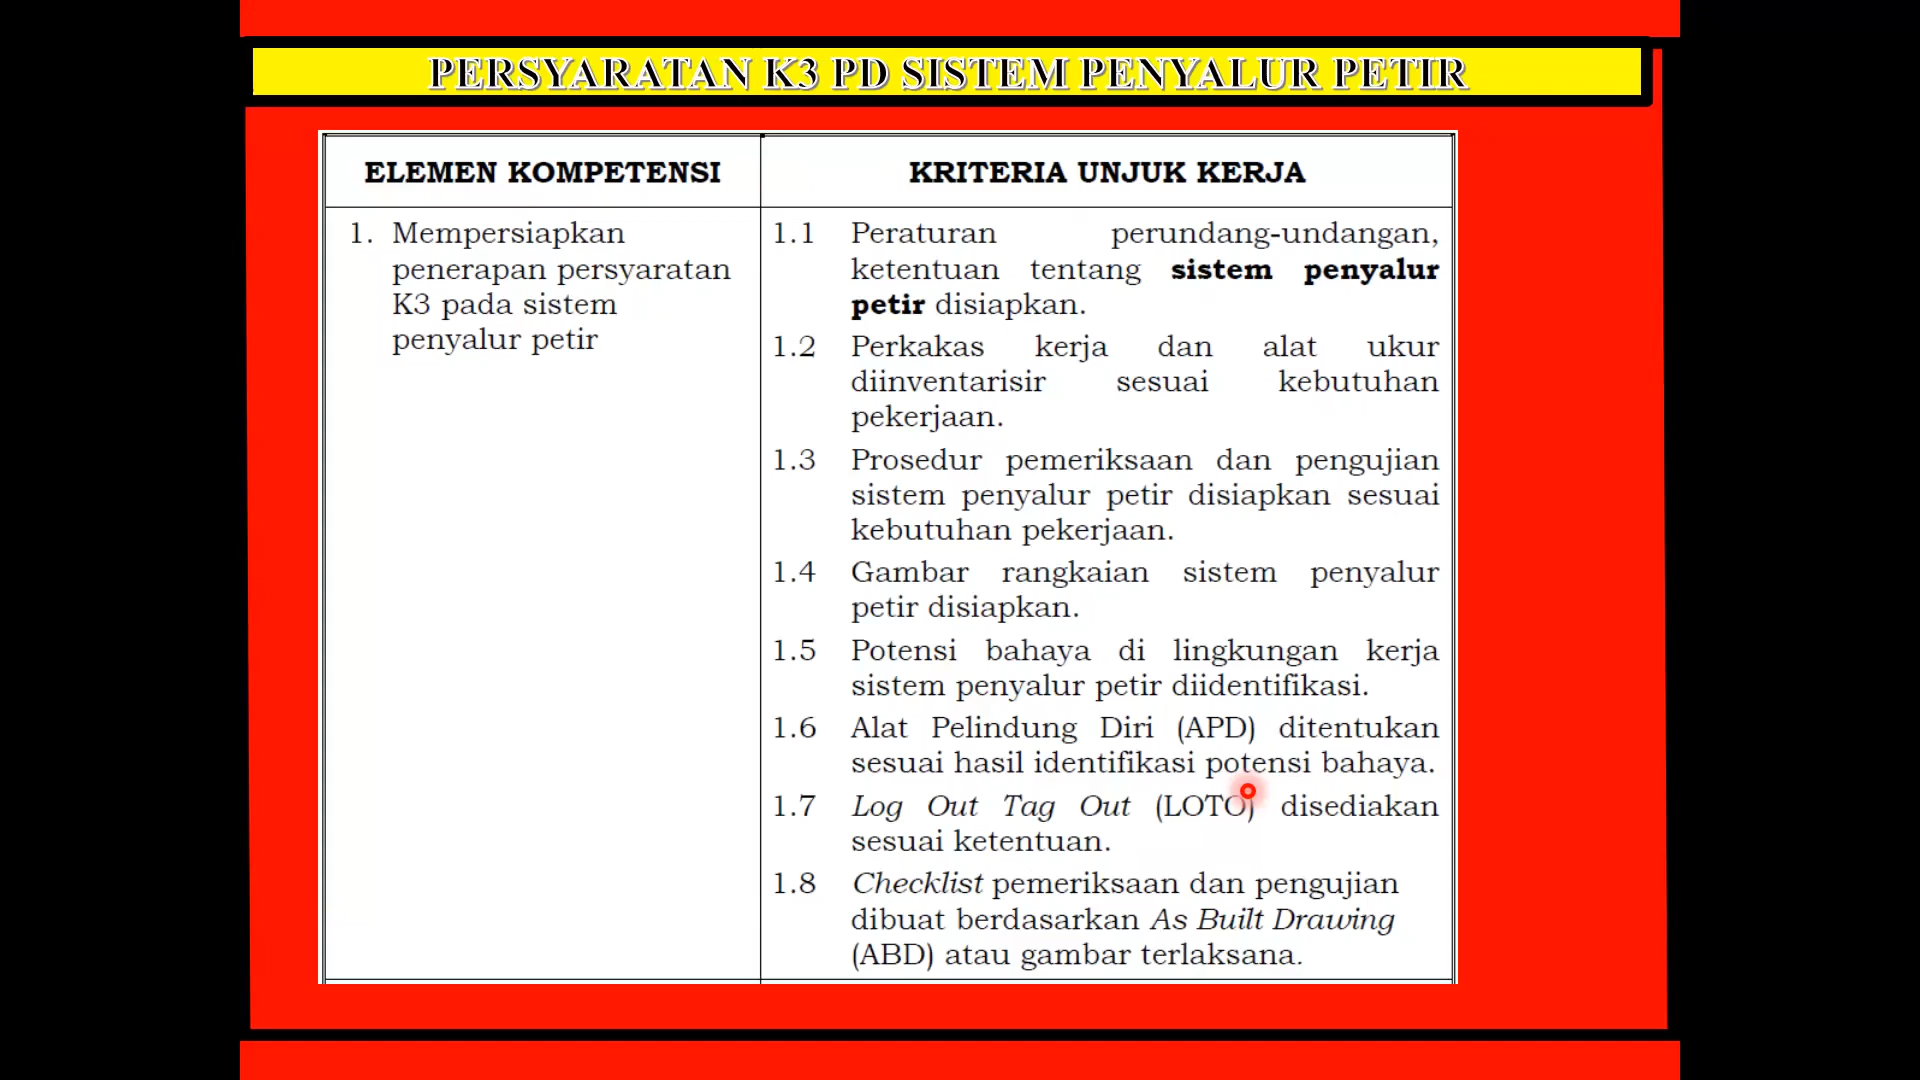 PERSYARATAN K3 PD SISTEM PENYALUR PETIR
ELEMEN KOMPETENSI
KRITERIA UNJUK KERJA
1. Mempersiapkan
penerapan persyaratan
K3 pada sistem
penyalur petir
1.1 Peraturan perundang-undangan,
ketentuan tentang sistem penyalur
petir disiapkan.
1.2 Perkakas kerja dan alat ukur
diinventarisir sesuai kebutuhan
pekerjaan.
1.3 Prosedur pemeriksaan dan pengujian
sistem penyalur petir disiapkan sesuai
kebutuhan pekerjaan.
1.4 Gambar rangkaian sistem penyalur
petir disiapkan.
1.5 Potensi bahaya di lingkungan kerja
sistem penyalur petir diidentifikasi.
1.6 Alat Pelindung Diri (APD) ditentukan
sesuai hasil identifikasi potensi bahaya.
1.7 Log Out Tag Out (LOTO) disediakan
sesuai ketentuan.
1.8 Checklist pemeriksaan dan pengujian
dibuat berdasarkan As Built Drawing
(ABD) atau gambar terlaksana.